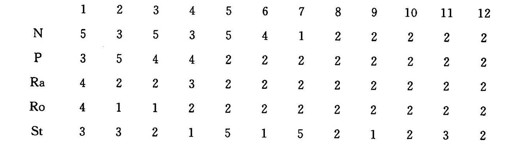 1 2 3 4 5 6 7 8 9 10 11 12
N 5 3 5 3 5 4 1 2 2 2 2 2
P 3 5 4 4 2 2 2 2 2 2 2 2
Ra 4 2 2 3 2 2 2 2 2 2 2 2
Ro 4 1 1 2 2 2 2 2 2 2 2 2
St 3 3 2 1 5 1 5 2 1 2 3 2